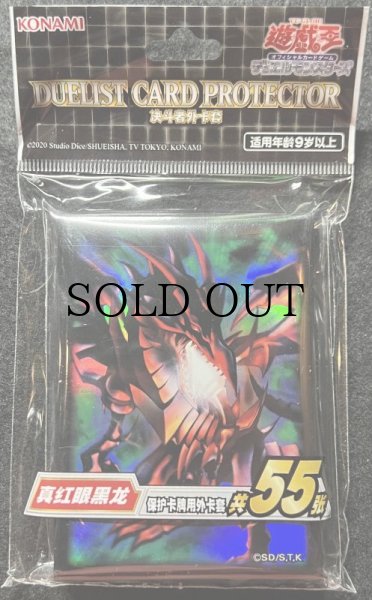 KONAMI
YU-GI-OH!
遊戯王
オフィシャルカードゲーム
デュエルモンスターズ
DUELIST CARD PROTECTOR
决斗者外卡套
©2020 Studio Dice/SHUEISHA, TV TOKYO, KONAMI
适用年龄9岁以上
SOLD OUT
真红眼黑龙
保护卡牌用外卡套 共55张
©SD/S,T,K